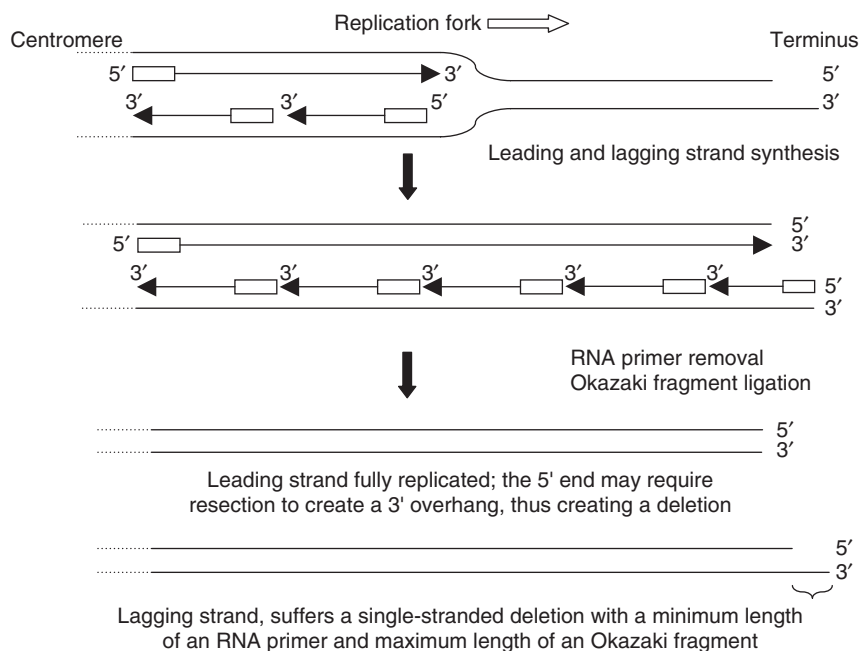 Replication fork
Centromere
Terminus
5′ 3′ 5′
3′ 3′ 5′ 3′
Leading and lagging strand synthesis
5′
5′ 3′
3′ 3′ 3′ 3′ 3′
5′
3′
RNA primer removal
Okazaki fragment ligation
5′
3′
Leading strand fully replicated; the 5' end may require
resection to create a 3' overhang, thus creating a deletion
5′
3′
Lagging strand, suffers a single-stranded deletion with a minimum length
of an RNA primer and maximum length of an Okazaki fragment